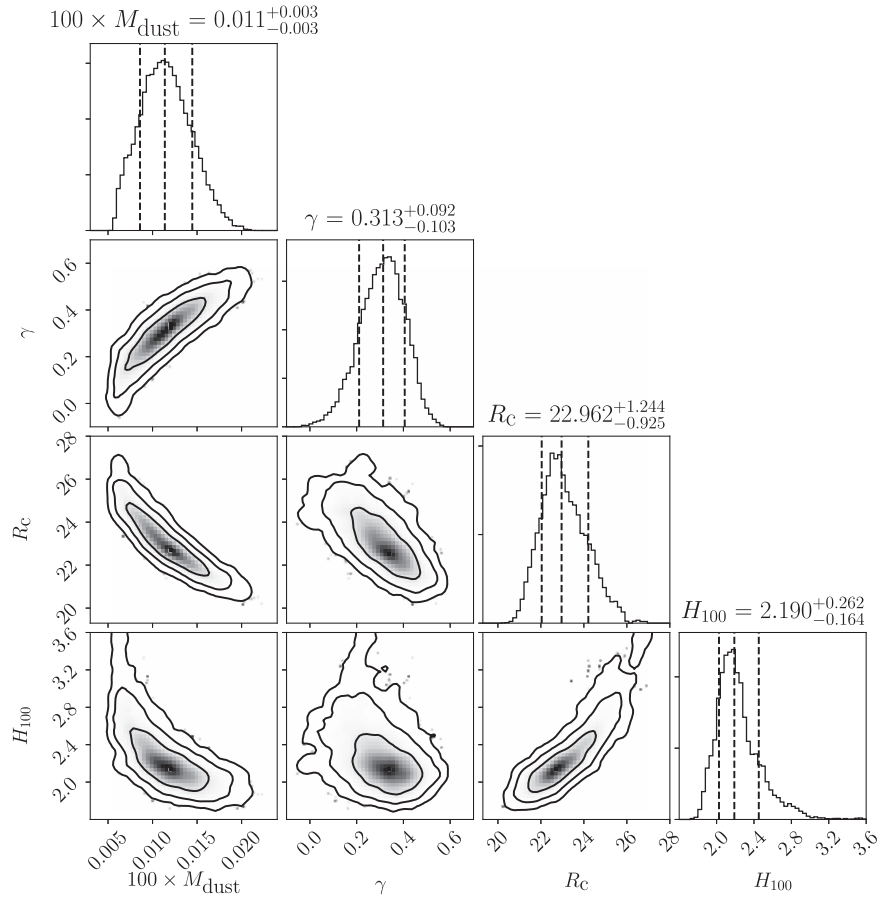 100 × M_dust = 0.011^{+0.003}_{-0.003}
γ = 0.313^{+0.092}_{-0.103}
0.6
0.4
0.2
0.0
γ
R_C = 22.962^{+1.244}_{-0.925}
28
26
24
22
20
R_C
H_100 = 2.190^{+0.262}_{-0.164}
3.6
3.2
2.8
2.4
2.0
H_100
0.005 0.010 0.015 0.020 0.0 0.2 0.4 0.6 20 22 24 26 28 2.0 2.4 2.8 3.2 3.6
100 × M_dust γ R_C H_100